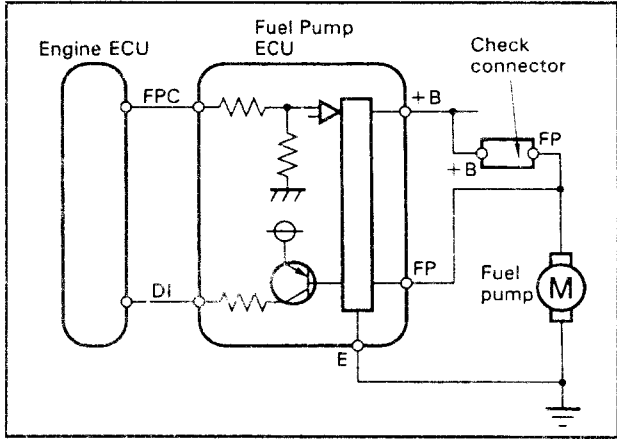 Fuel Pump
ECU
Engine ECU
Check
connector
FPC
+B
FP
+B
DI
FP
Fuel
pump
M
E